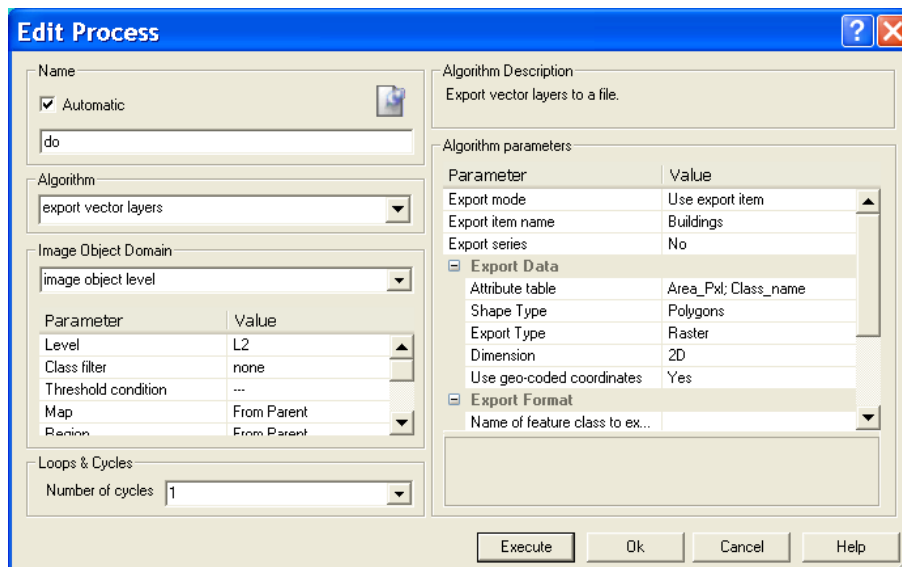 Edit Process
Name
Automatic
do
Algorithm
export vector layers
Image Object Domain
image object level
Parameter Value
Level L2
Class filter none
Threshold condition ---
Map From Parent
Region From Parent
Loops & Cycles
Number of cycles 1
Algorithm Description
Export vector layers to a file.
Algorithm parameters
Parameter Value
Export mode Use export item
Export item name Buildings
Export series No
Export Data
Attribute table Area_Pxl; Class_name
Shape Type Polygons
Export Type Raster
Dimension 2D
Use geo-coded coordinates Yes
Export Format
Name of feature class to ex...
Execute Ok Cancel Help